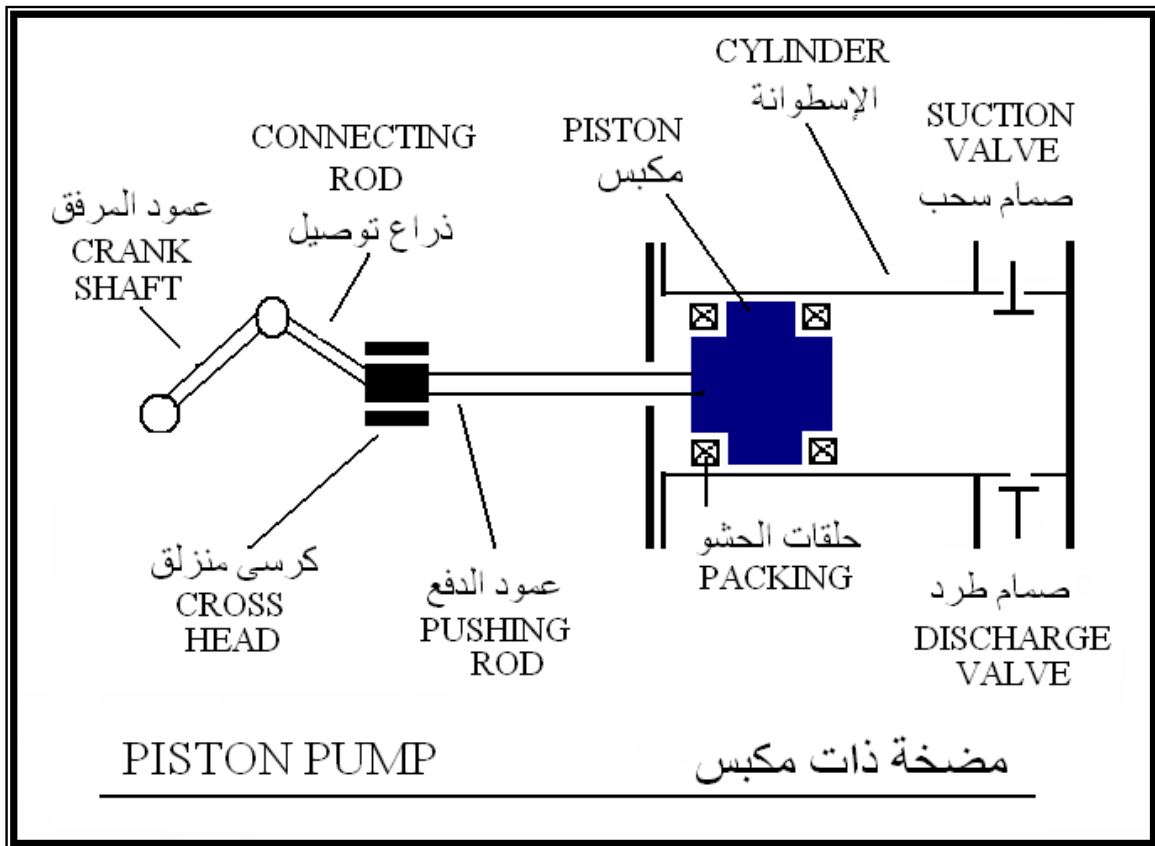 CYLINDER
الإسطوانة
PISTON
مكبس
SUCTION
VALVE
صمام سحب
CONNECTING
ROD
ذراع توصيل
عمود المرفق
CRANK
SHAFT
كرسى منزلق
CROSS
HEAD
عمود الدفع
PUSHING
ROD
حلقات الحشو
PACKING
صمام طرد
DISCHARGE
VALVE
PISTON PUMP
مضخة ذات مكبس